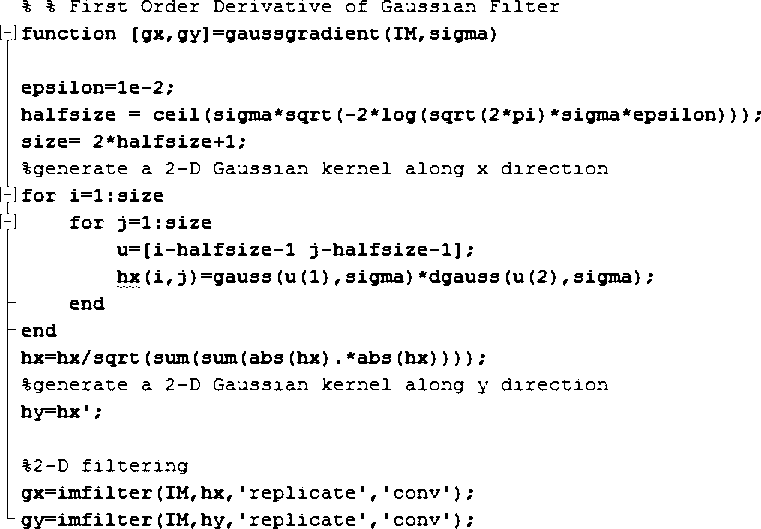 % % First Order Derivative of Gaussian Filter
function [gx,gy]=gaussgradient(IM,sigma)
epsilon=1e-2;
halfsize = ceil(sigma*sqrt(-2*log(sqrt(2*pi)*sigma*epsilon)));
size= 2*halfsize+1;
%generate a 2-D Gaussian kernel along x direction
for i=1:size
    for j=1:size
        u=[i-halfsize-1 j-halfsize-1];
        hx(i,j)=gauss(u(1),sigma)*dgauss(u(2),sigma);
    end
end
hx=hx/sqrt(sum(sum(abs(hx).*abs(hx))));
%generate a 2-D Gaussian kernel along y direction
hy=hx';
%2-D filtering
gx=imfilter(IM,hx,'replicate','conv');
gy=imfilter(IM,hy,'replicate','conv');